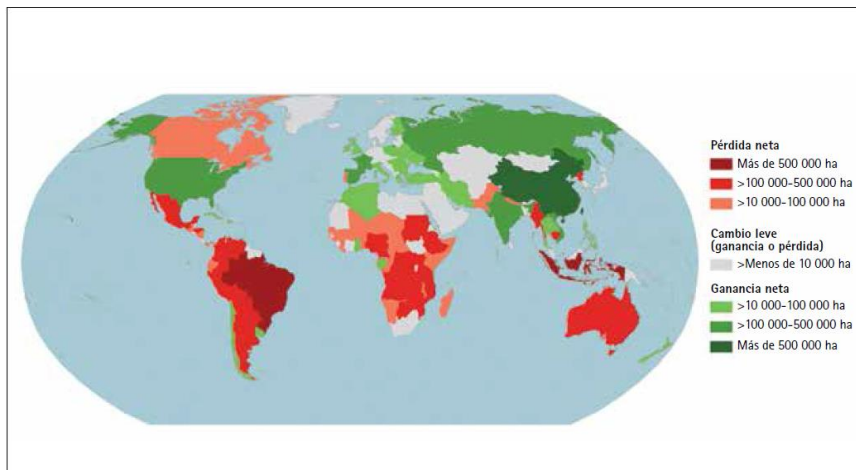 Pérdida neta
Más de 500 000 ha
>100 000–500 000 ha
>10 000–100 000 ha
Cambio leve
(ganancia o pérdida)
>Menos de 10 000 ha
Ganancia neta
>10 000–100 000 ha
>100 000–500 000 ha
Más de 500 000 ha